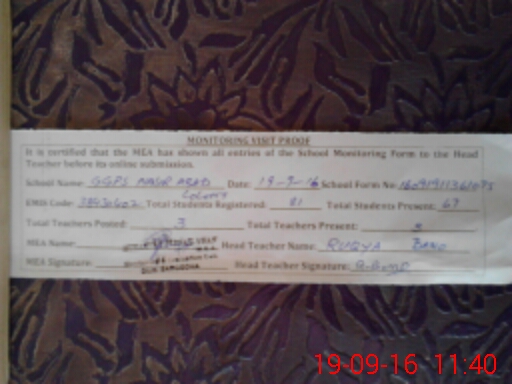 MONITORING VISIT PROOF
It is certified that the MEA has shown all entries of the School Monitoring Form to the Head
Teacher before its online submission.
School Name: GGPS NASIR ABAD Date: 19-9-16 School Form No:
Colony
EMIS Code: Total Students Registered: 81 Total Students Present: 67
Total Teachers Posted: 3 Total Teachers Present:
MEA Name: Head Teacher Name: RUQYA BANO
MEA Signature: Head Teacher Signature:
19-09-16 11:40